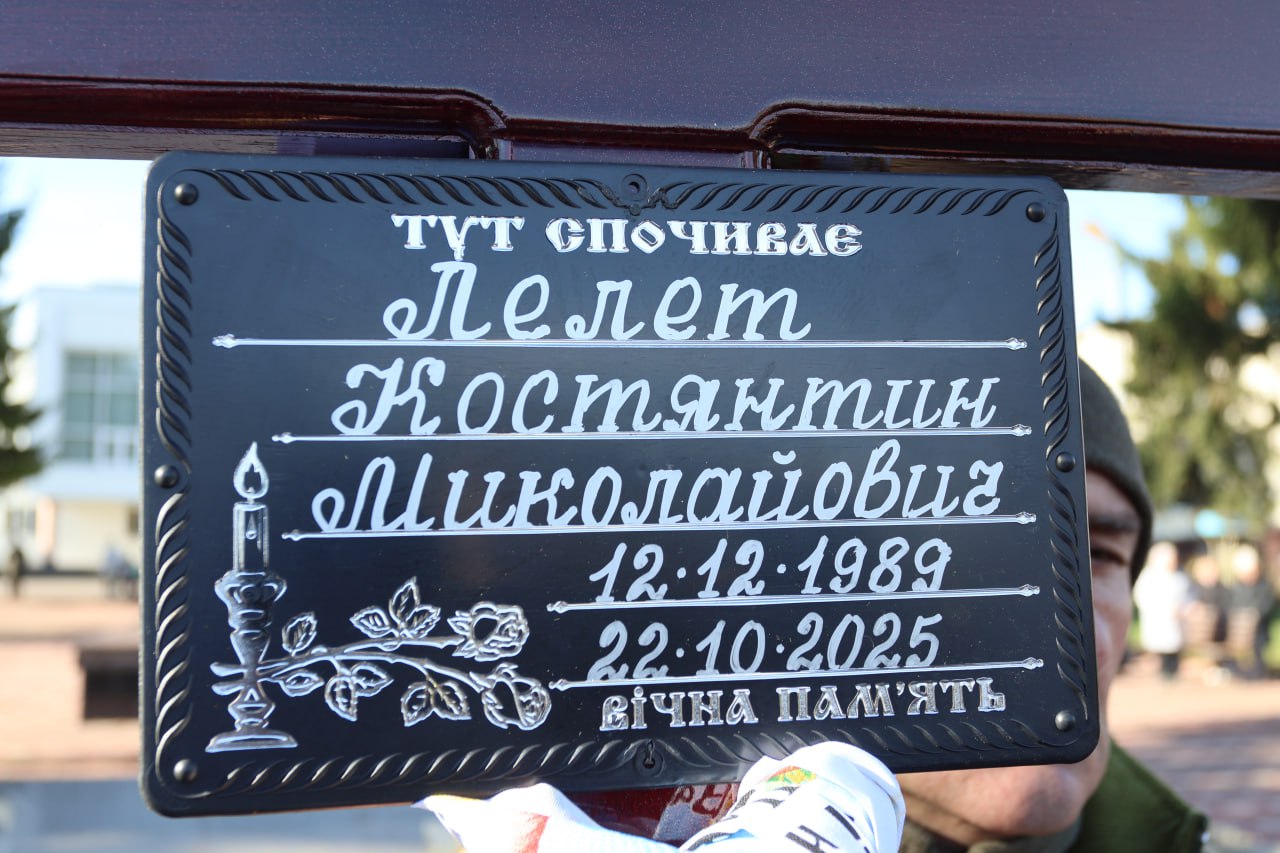 ТУТ СПОЧИВАЄ
Лелет
Костянтин
Миколайович
12.12.1989
22.10.2025
ВІЧНА ПАМ'ЯТЬ